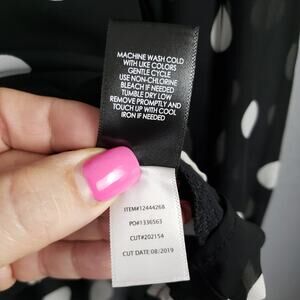 MACHINE WASH COLD
WITH LIKE COLORS
GENTLE CYCLE
USE NON-CHLORINE
BLEACH IF NEEDED
TUMBLE DRY LOW
REMOVE PROMPTLY AND
TOUCH UP WITH COOL
IRON IF NEEDED
ITEM#12444268
PO#1336563
CUT#202154
CUT DATE:08/2019